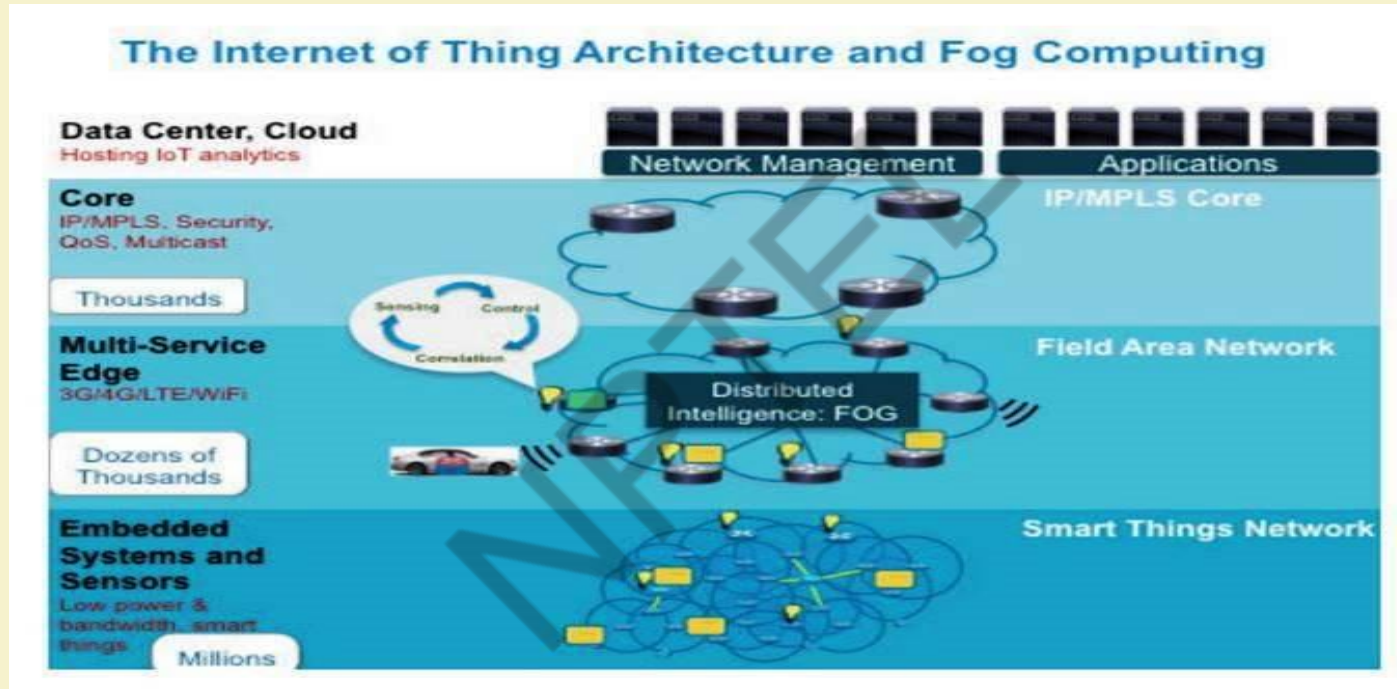 The Internet of Thing Architecture and Fog Computing
Data Center, Cloud
Hosting IoT analytics
Network Management
Applications
Core
IP/MPLS, Security,
QoS, Multicast
IP/MPLS Core
Thousands
Sensing
Control
Correlation
Multi-Service
Edge
3G/4G/LTE/WiFi
Field Area Network
Distributed
Intelligence: FOG
Dozens of
Thousands
Embedded
Systems and
Sensors
Low power &
bandwidth, smart
things
Smart Things Network
Millions
NPTEL